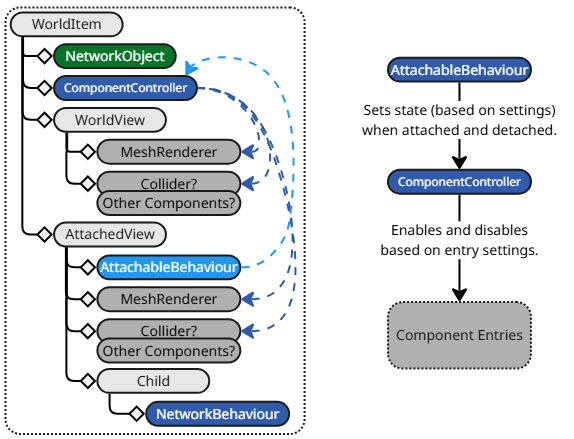 WorldItem
NetworkObject
ComponentController
WorldView
MeshRenderer
Collider?
Other Components?
AttachedView
AttachableBehaviour
MeshRenderer
Collider?
Other Components?
Child
NetworkBehaviour
AttachableBehaviour
Sets state (based on settings)
when attached and detached.
ComponentController
Enables and disables
based on entry settings.
Component Entries